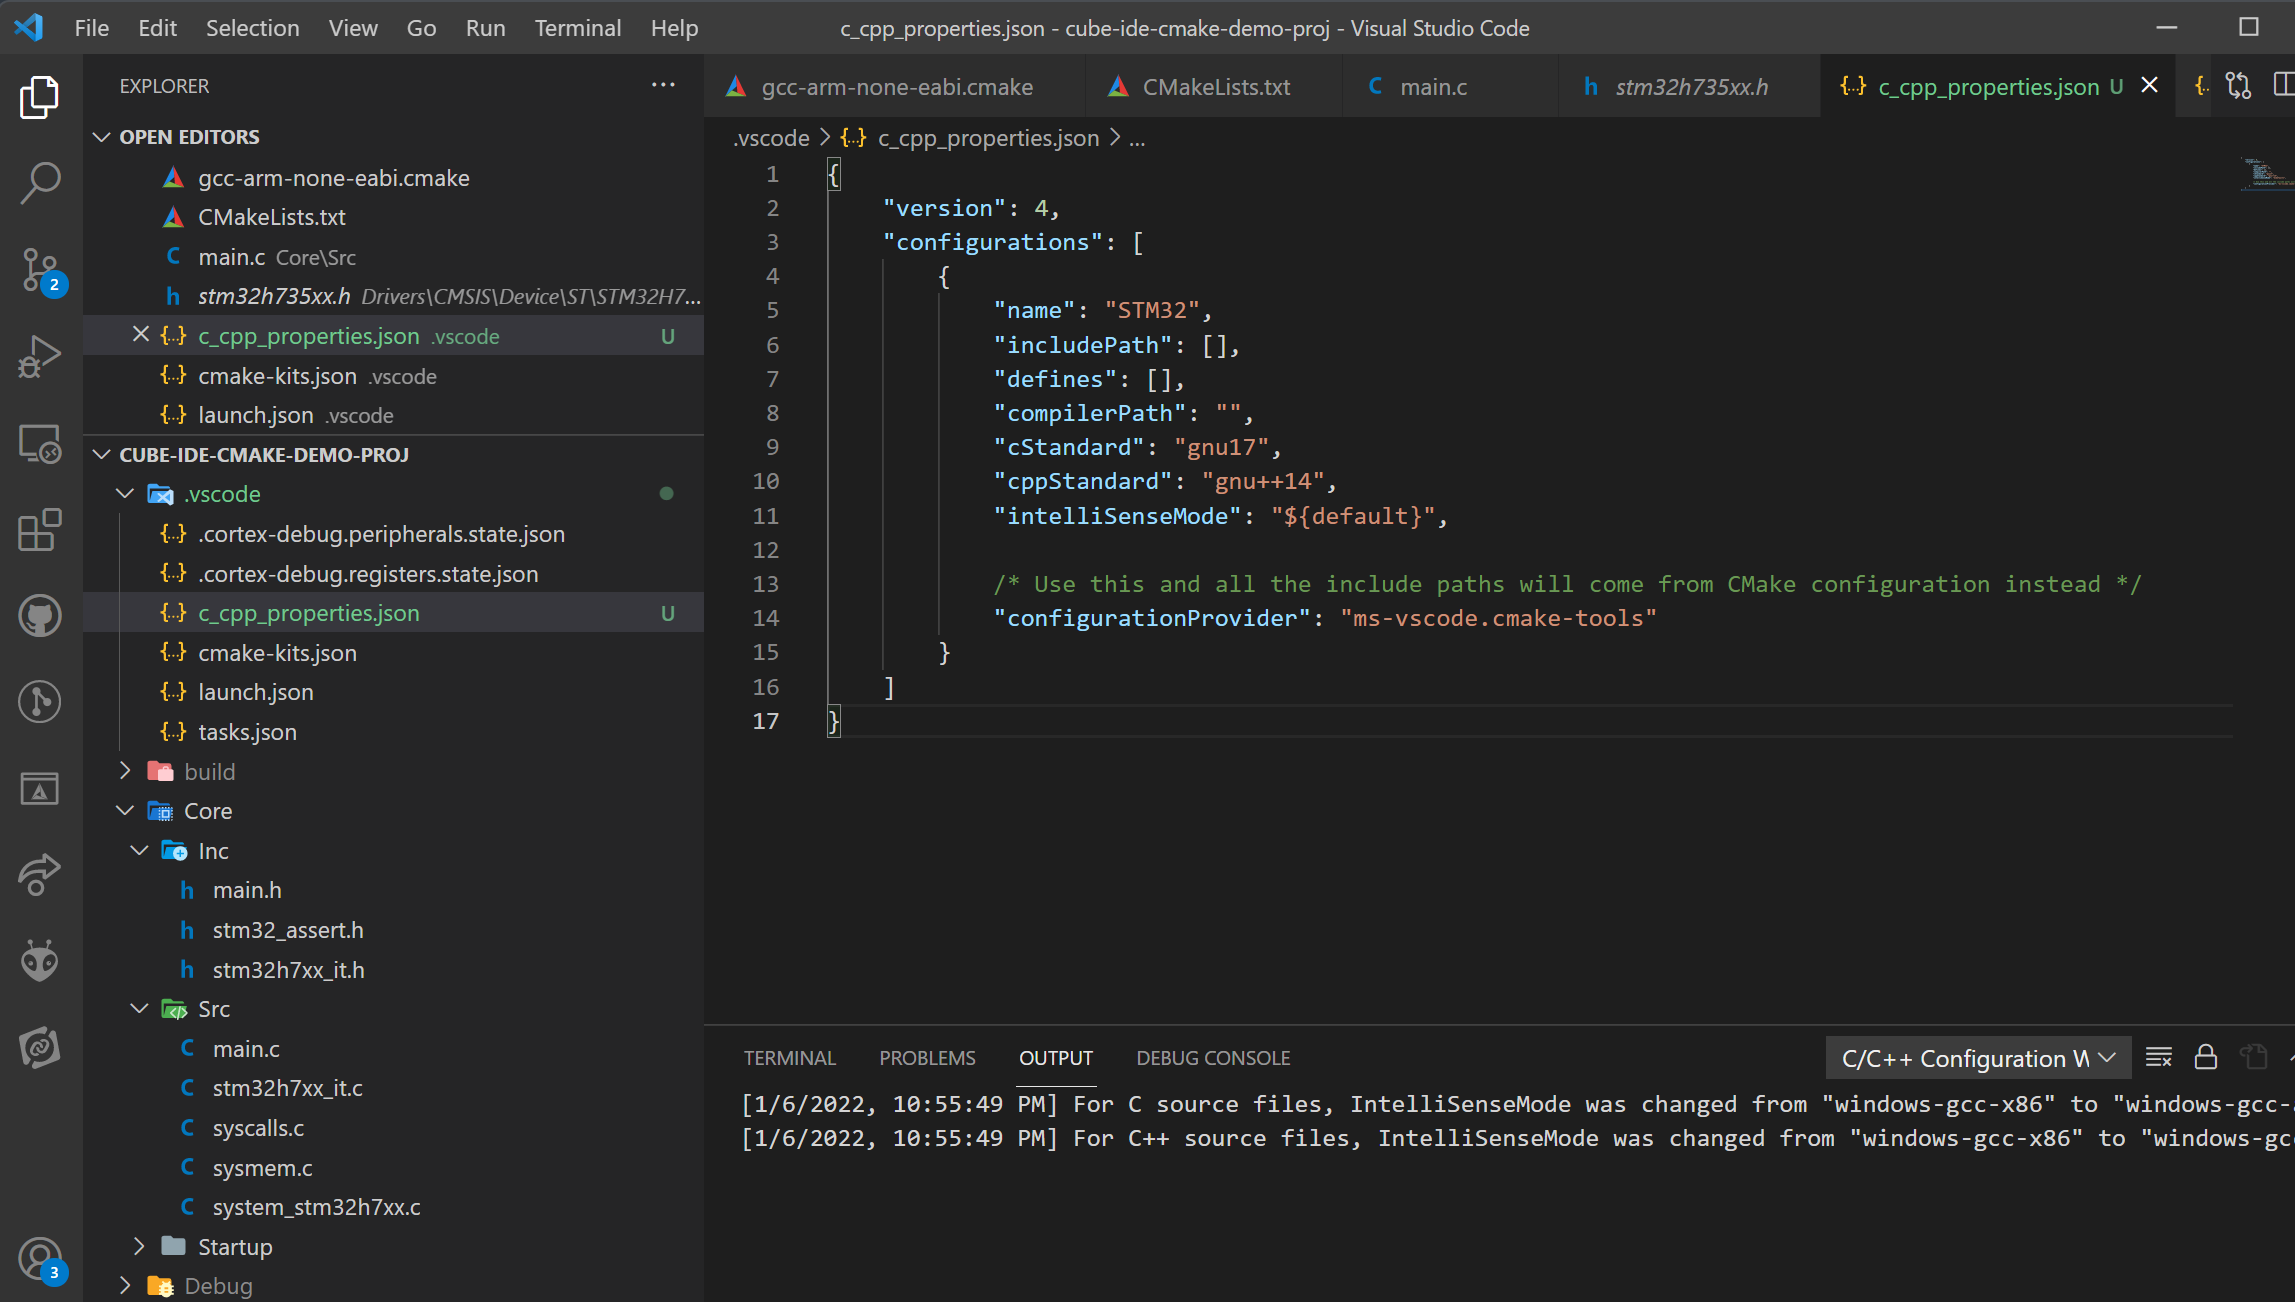 File Edit Selection View Go Run Terminal Help
c_cpp_properties.json - cube-ide-cmake-demo-proj - Visual Studio Code
EXPLORER
OPEN EDITORS
gcc-arm-none-eabi.cmake
CMakeLists.txt
main.c Core\Src
stm32h735xx.h Drivers\CMSIS\Device\ST\STM32H7...
{..} c_cpp_properties.json .vscode U
{..} cmake-kits.json .vscode
{..} launch.json .vscode
CUBE-IDE-CMAKE-DEMO-PROJ
.vscode
{..} .cortex-debug.peripherals.state.json
{..} .cortex-debug.registers.state.json
{..} c_cpp_properties.json U
{..} cmake-kits.json
{..} launch.json
{..} tasks.json
build
Core
Inc
h main.h
h stm32_assert.h
h stm32h7xx_it.h
Src
C main.c
C stm32h7xx_it.c
C syscalls.c
C sysmem.c
C system_stm32h7xx.c
Startup
Debug
2
3
gcc-arm-none-eabi.cmake CMakeLists.txt C main.c h stm32h735xx.h {..} c_cpp_properties.json U
.vscode > {..} c_cpp_properties.json > ...
1 {
2 "version": 4,
3 "configurations": [
4 {
5 "name": "STM32",
6 "includePath": [],
7 "defines": [],
8 "compilerPath": "",
9 "cStandard": "gnu17",
10 "cppStandard": "gnu++14",
11 "intelliSenseMode": "${default}",
12
13 /* Use this and all the include paths will come from CMake configuration instead */
14 "configurationProvider": "ms-vscode.cmake-tools"
15 }
16 ]
17 }
TERMINAL PROBLEMS OUTPUT DEBUG CONSOLE
C/C++ Configuration W
[1/6/2022, 10:55:49 PM] For C source files, IntelliSenseMode was changed from "windows-gcc-x86" to "windows-gcc-
[1/6/2022, 10:55:49 PM] For C++ source files, IntelliSenseMode was changed from "windows-gcc-x86" to "windows-gc